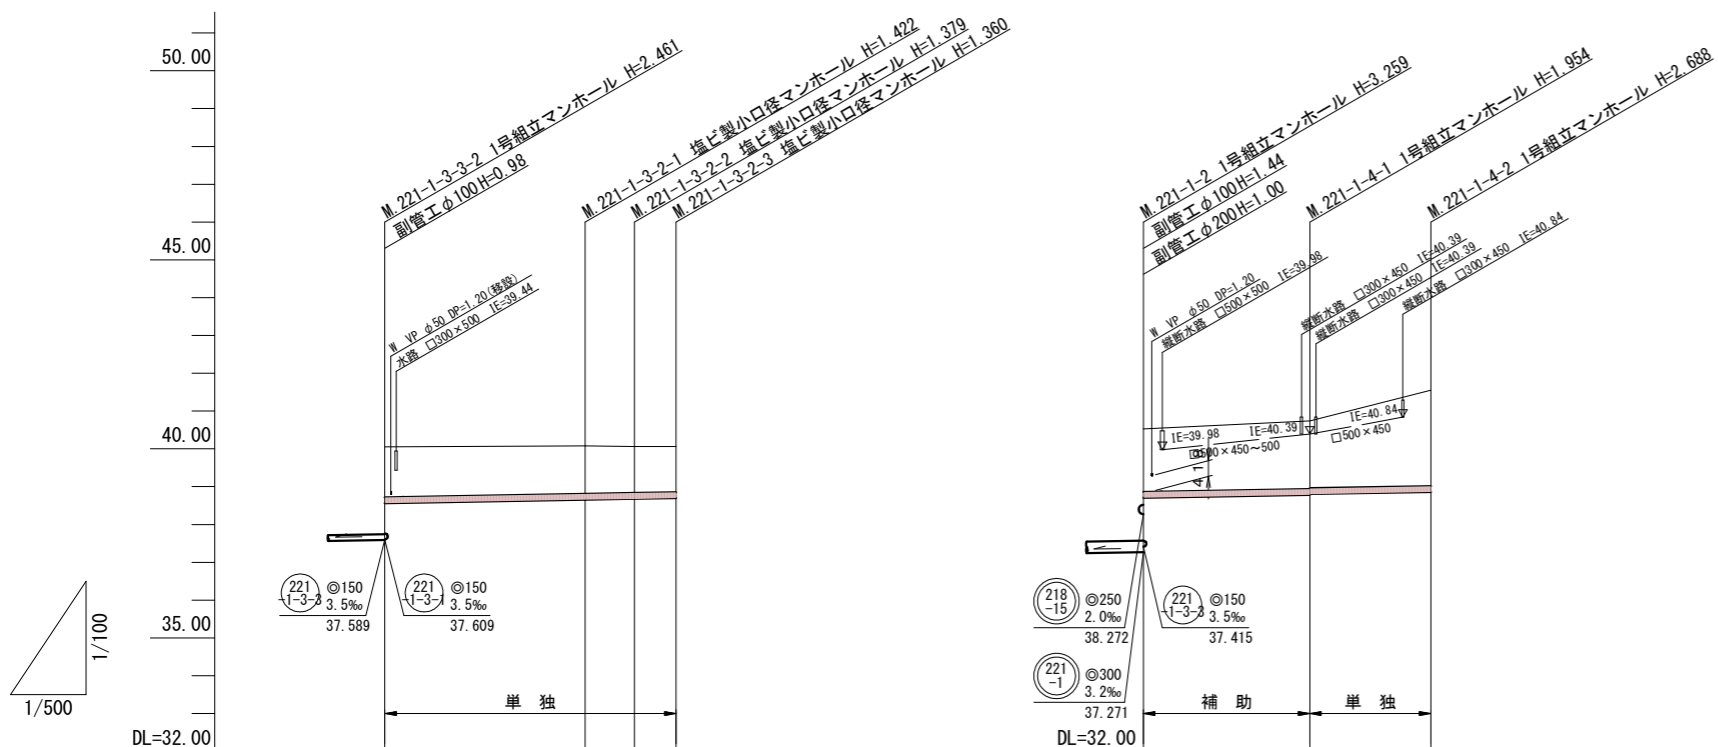 50.00
45.00
40.00
35.00
DL=32.00
1/100
1/500
M.221-1-3-3-2 1号組立マンホール H=2.461
副管工φ100H=0.98
M.221-1-3-2-1 塩ビ製小口径マンホール H=1.422
M.221-1-3-2-2 塩ビ製小口径マンホール H=1.379
M.221-1-3-2-3 塩ビ製小口径マンホール H=1.360
W VP φ50 DP=1.20(移設)
水路 □300×500 IE=39.44
221
-1-3-3
◎150
3.5‰
37.589
221
-1-3-1
◎150
3.5‰
37.609
単 独
M.221-1-2 1号組立マンホール H=3.259
副管工φ100H=1.44
副管工φ200H=1.00
M.221-1-4-1 1号組立マンホール H=1.954
M.221-1-4-2 1号組立マンホール H=2.688
W VP φ50 DP=1.20
縦断水路 □500×500 IE=39.98
縦断水路 □300×450 IE=40.39
縦断水路 □300×450 IE=40.39
縦断水路 □300×450 IE=40.84
IE=39.98
IE=40.39
□500×450～500
IE=40.84
□500×450
218
-15
◎250
2.0‰
38.272
221
-1-3-3
◎150
3.5‰
37.415
221
-1
◎300
3.2‰
37.271
補 助
単 独
DL=32.00